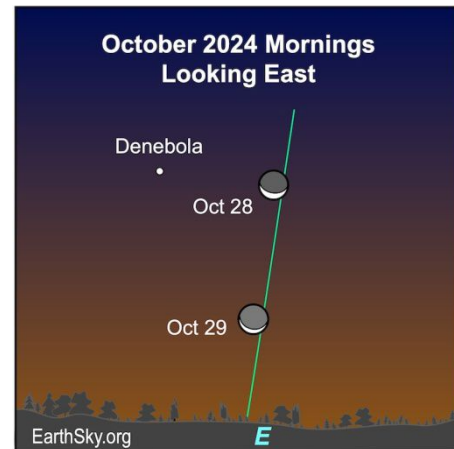 October 2024 Mornings
Looking East
Denebola
Oct 28
Oct 29
EarthSky.org
E